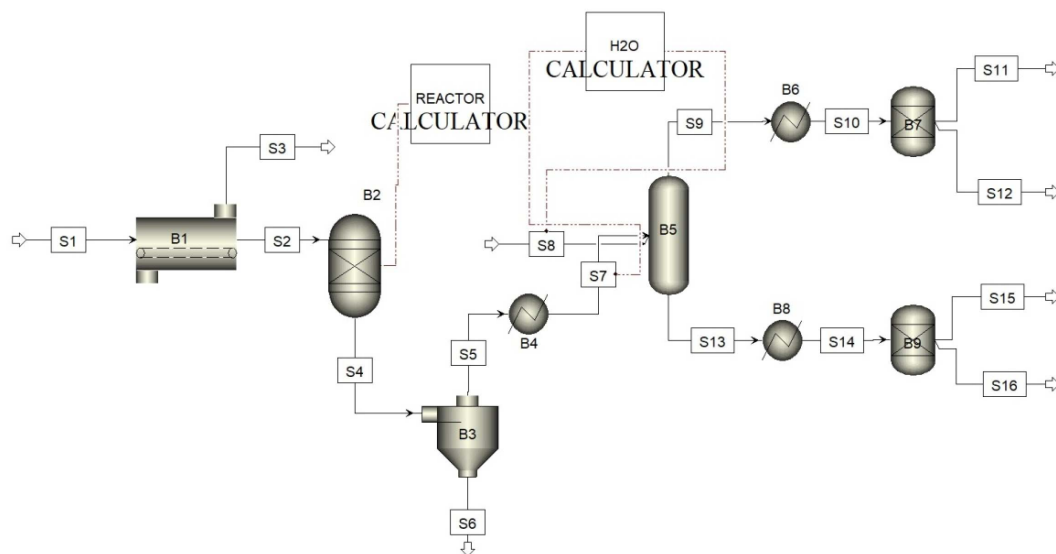 H2O
CALCULATOR
REACTOR
CALCULATOR
B6
B7
S9
S10
S11
S12
S3
B1
S1
S2
B2
S8
S7
B5
B4
S5
S4
B3
S6
S13
B8
S14
B9
S15
S16